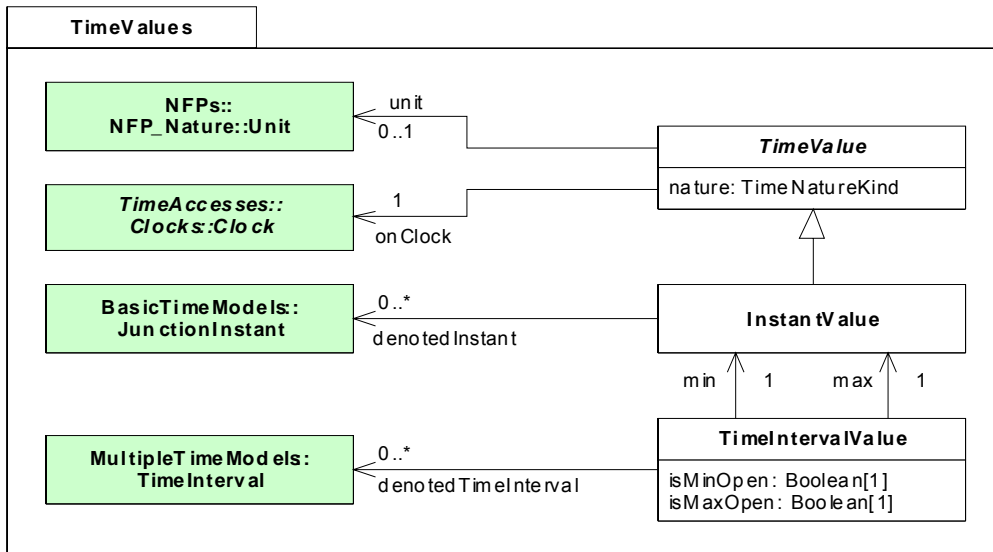 TimeValues
NFPs::
NFP_Nature::Unit
unit
0..1
TimeValue
nature: TimeNatureKind
TimeAccesses::
Clocks::Clock
1
onClock
BasicTimeModels::
JunctionInstant
0..*
denotedInstant
InstantValue
min 1 max 1
MultipleTimeModels:
TimeInterval
0..*
denotedTimeInterval
TimeIntervalValue
isMinOpen: Boolean[1]
isMaxOpen: Boolean[1]